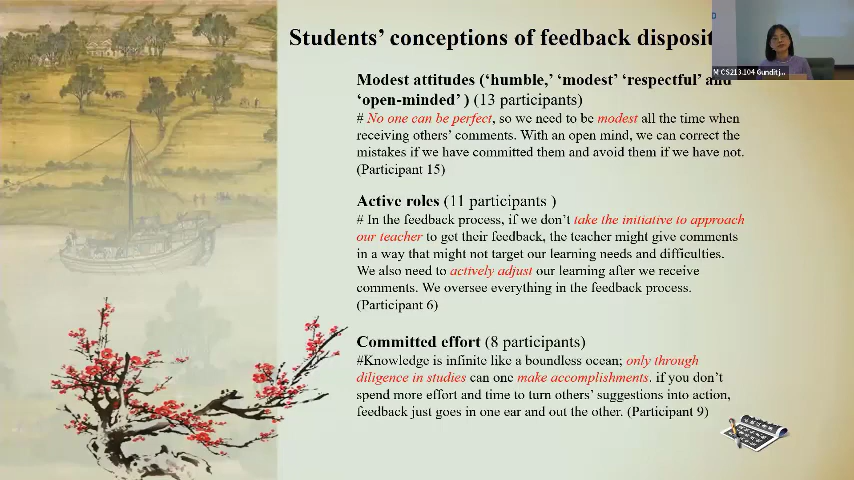 Students' conceptions of feedback disposit
Modest attitudes ('humble,' 'modest' 'respectful' and
'open-minded' ) (13 participants)
# No one can be perfect, so we need to be modest all the time when
receiving others' comments. With an open mind, we can correct the
mistakes if we have committed them and avoid them if we have not.
(Participant 15)
Active roles (11 participants )
# In the feedback process, if we don't take the initiative to approach
our teacher to get their feedback, the teacher might give comments
in a way that might not target our learning needs and difficulties.
We also need to actively adjust our learning after we receive
comments. We oversee everything in the feedback process.
(Participant 6)
Committed effort (8 participants)
#Knowledge is infinite like a boundless ocean; only through
diligence in studies can one make accomplishments. if you don't
spend more effort and time to turn others' suggestions into action,
feedback just goes in one ear and out the other. (Participant 9)